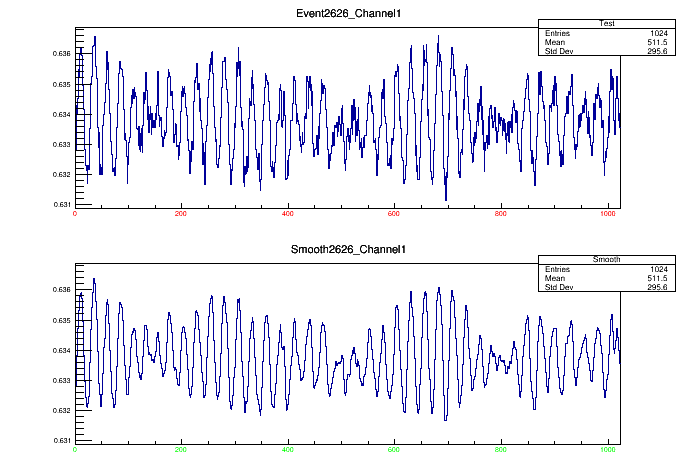 Event2626_Channel1
Test
Entries 1024
Mean 511.5
Std Dev 295.6
0.636
0.635
0.634
0.633
0.632
0.631
0 200 400 600 800 1000
Smooth2626_Channel1
Smooth
Entries 1024
Mean 511.5
Std Dev 295.6
0.636
0.635
0.634
0.633
0.632
0.631
0 200 400 600 800 1000